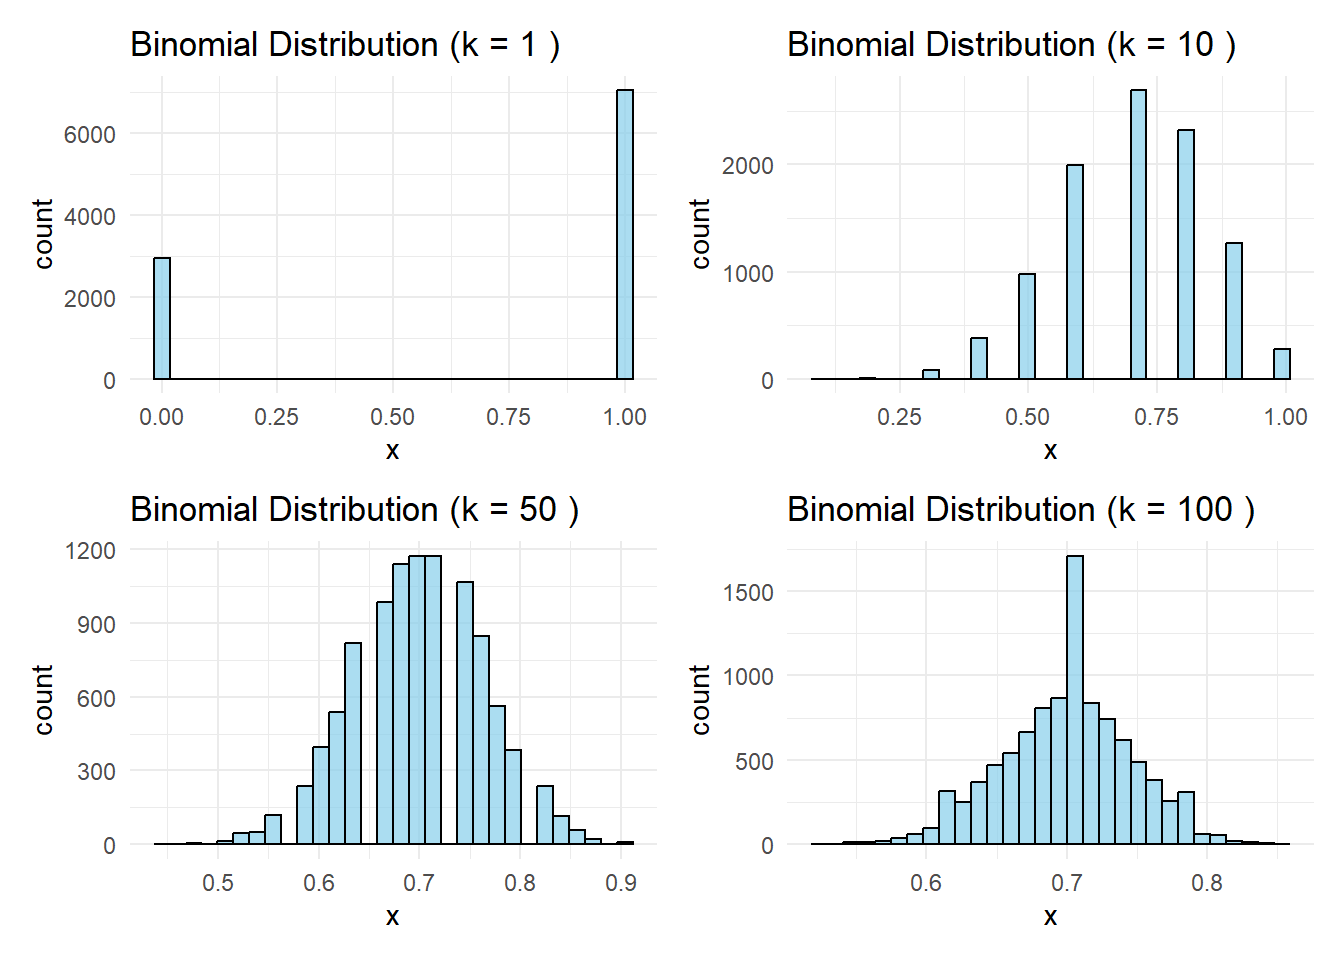 Binomial Distribution (k = 1 )
6000
4000
2000
0
count
0.00 0.25 0.50 0.75 1.00
x
Binomial Distribution (k = 10 )
2000
1000
0
count
0.25 0.50 0.75 1.00
x
Binomial Distribution (k = 50 )
1200
900
600
300
0
count
0.5 0.6 0.7 0.8 0.9
x
Binomial Distribution (k = 100 )
1500
1000
500
0
count
0.6 0.7 0.8
x